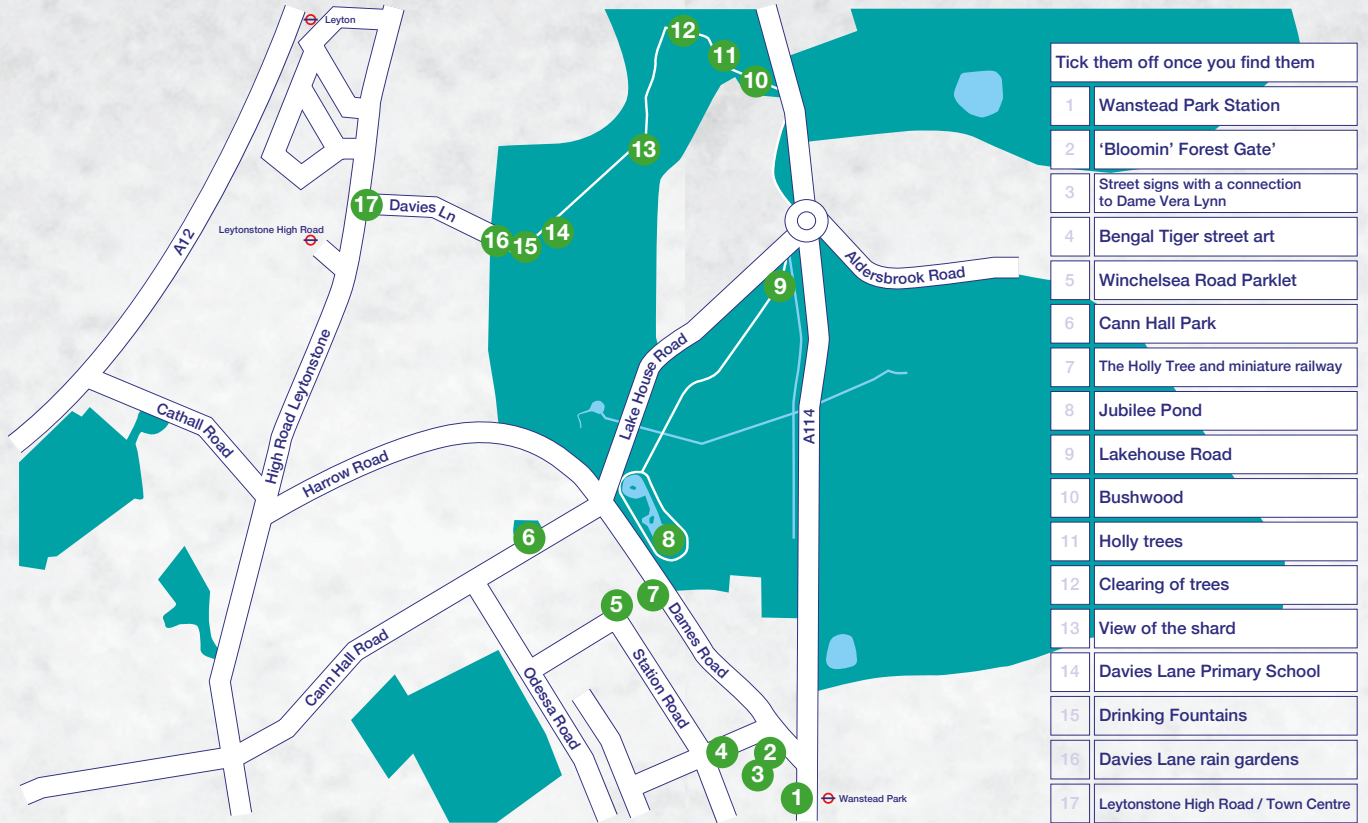 Leyton
12
11
10
13
17
Davies Ln
16
15
14
Leytonstone High Road
A12
Aldersbrook Road
9
Lake House Road
High Road Leytonstone
A114
Cathall Road
Harrow Road
6
8
5
7
Dames Road
Cann Hall Road
Odessa Road
Station Road
4
2
3
1
Wanstead Park
Tick them off once you find them
1 Wanstead Park Station
2 ‘Bloomin’ Forest Gate’
3 Street signs with a connection
to Dame Vera Lynn
4 Bengal Tiger street art
5 Winchelsea Road Parklet
6 Cann Hall Park
7 The Holly Tree and miniature railway
8 Jubilee Pond
9 Lakehouse Road
10 Bushwood
11 Holly trees
12 Clearing of trees
13 View of the shard
14 Davies Lane Primary School
15 Drinking Fountains
16 Davies Lane rain gardens
17 Leytonstone High Road / Town Centre